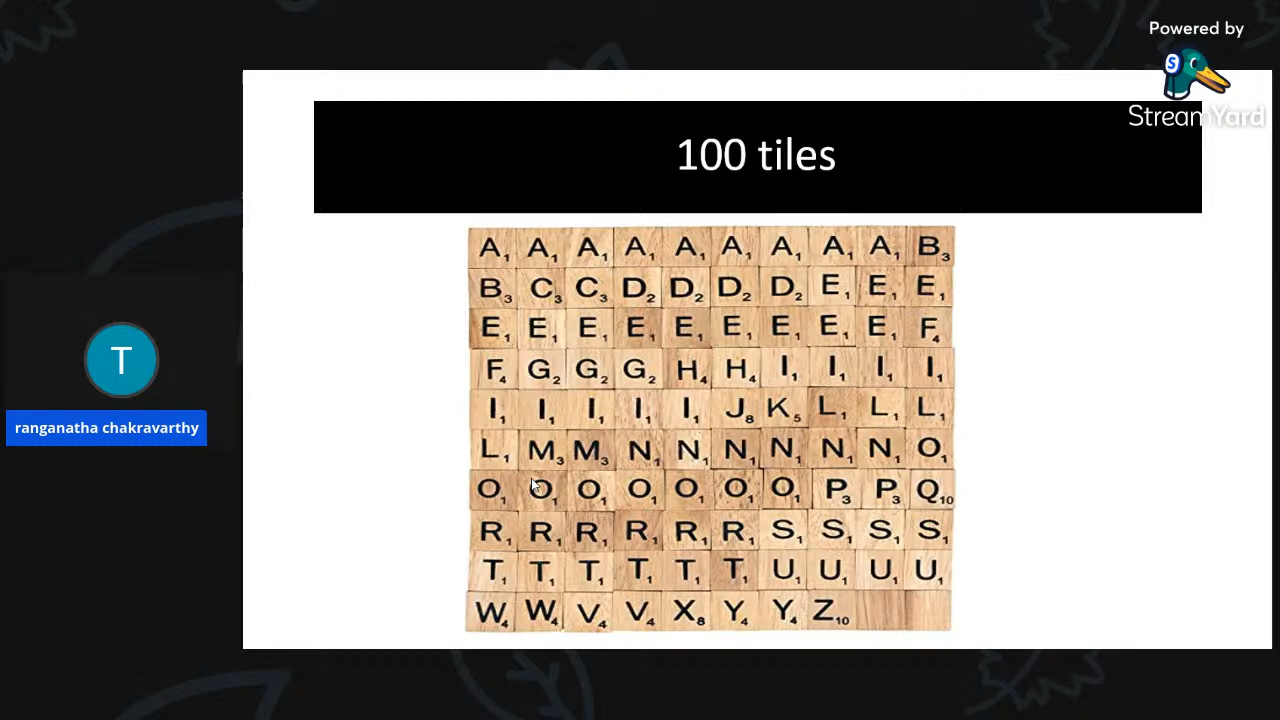 Powered by
StreamYard
100 tiles
A1 A1 A1 A1 A1 A1 A1 A1 A1 B3
B3 C3 C3 D2 D2 D2 D2 E1 E1 E1
E1 E1 E1 E1 E1 E1 E1 E1 E1 F4
F4 G2 G2 G2 H4 H4 I1 I1 I1 I1
I1 I1 I1 I1 I1 J8 K5 L1 L1 L1
L1 M3 M3 N1 N1 N1 N1 N1 N1 O1
O1 O1 O1 O1 O1 O1 O1 P3 P3 Q10
R1 R1 R1 R1 R1 R1 S1 S1 S1 S1
T1 T1 T1 T1 T1 T1 U1 U1 U1 U1
W4 W4 V4 V4 X8 Y4 Y4 Z10
T
ranganatha chakravarthy